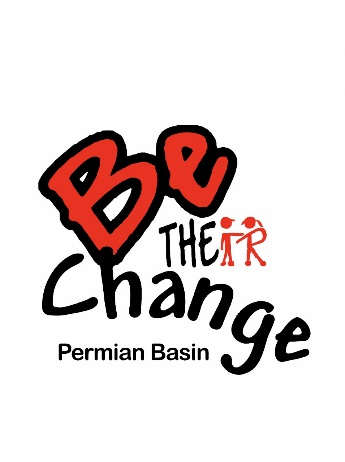 Be
THEIR
Change
Permian Basin